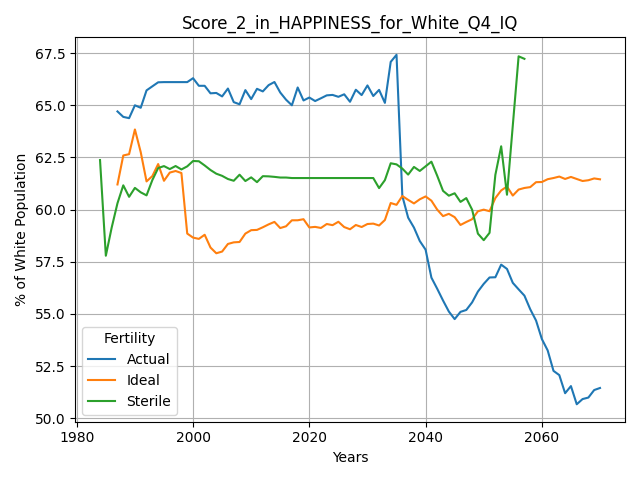 Score_2_in_HAPPINESS_for_White_Q4_IQ
% of White Population
67.5
65.0
62.5
60.0
57.5
55.0
52.5
50.0
Fertility
Actual
Ideal
Sterile
1980
2000
2020
2040
2060
Years